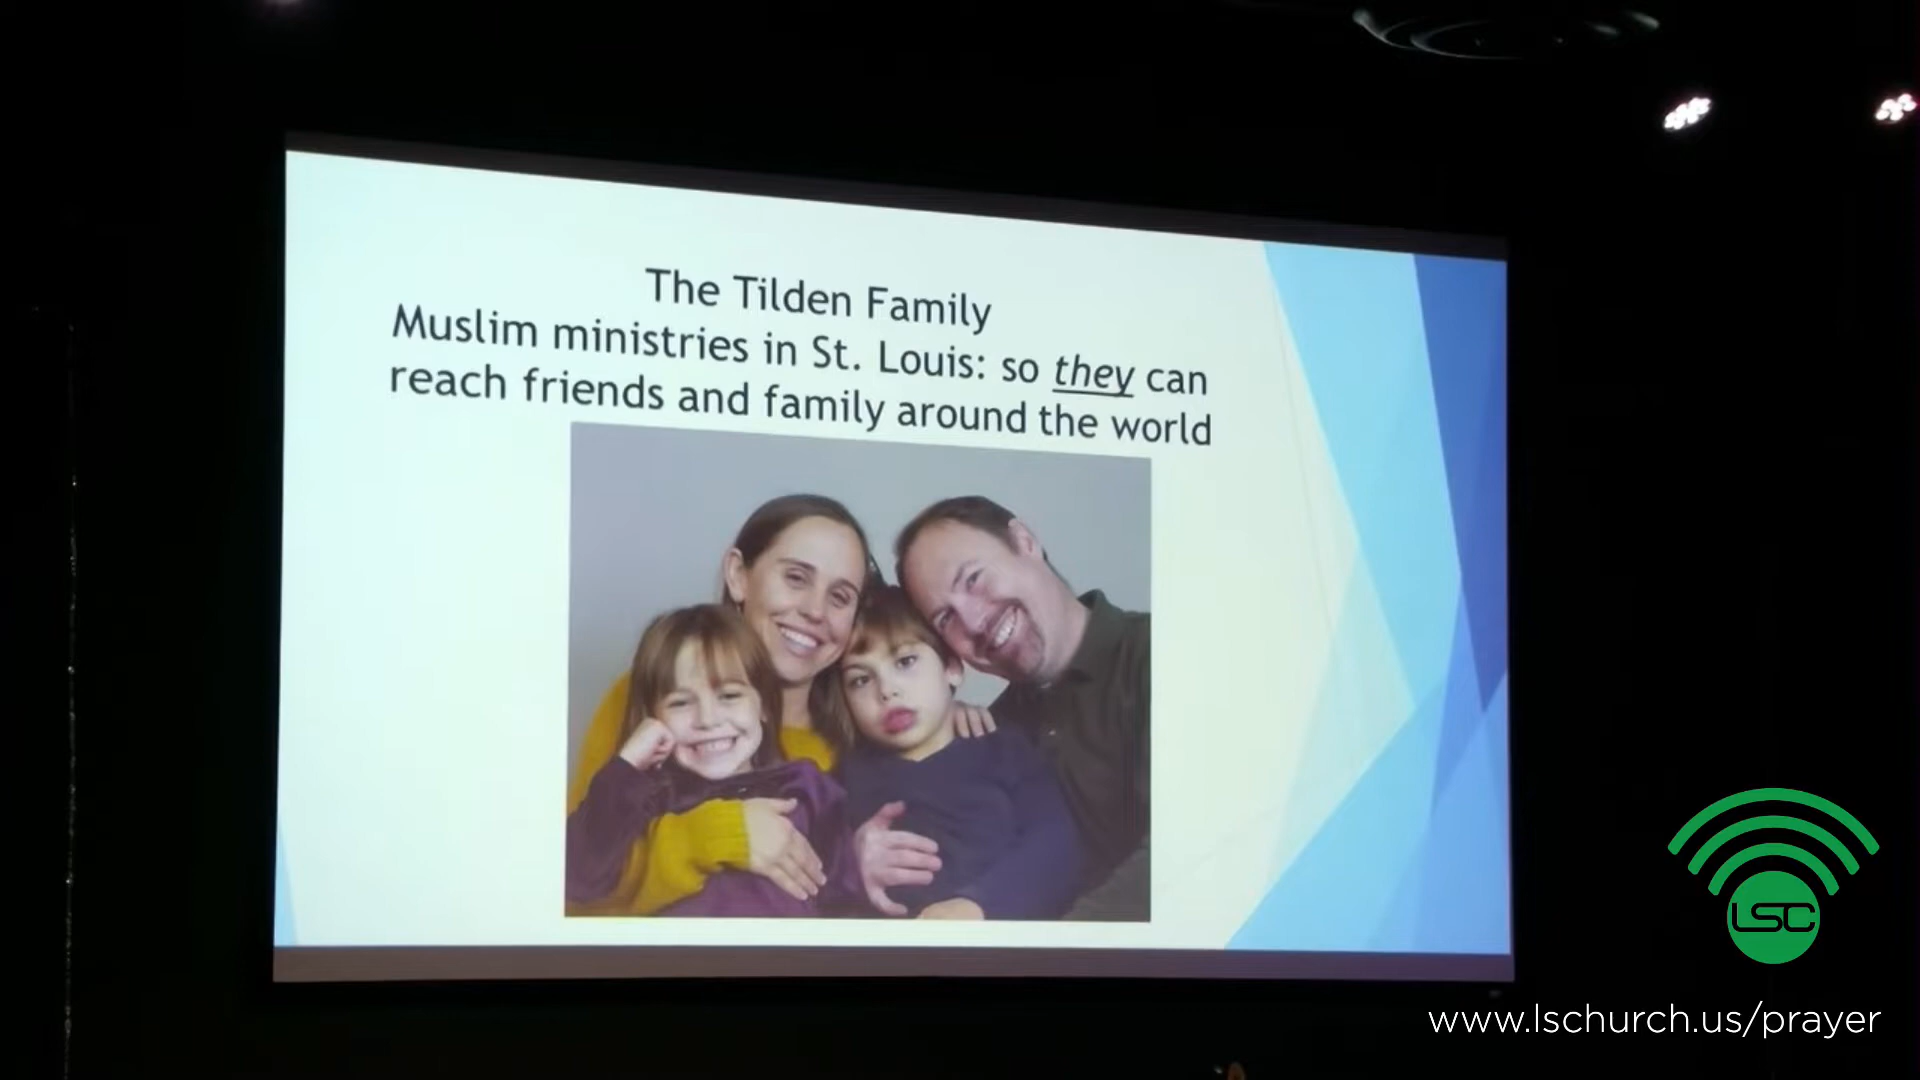 The Tilden Family
Muslim ministries in St. Louis: so they can
reach friends and family around the world
LSC
www.lschurch.us/prayer